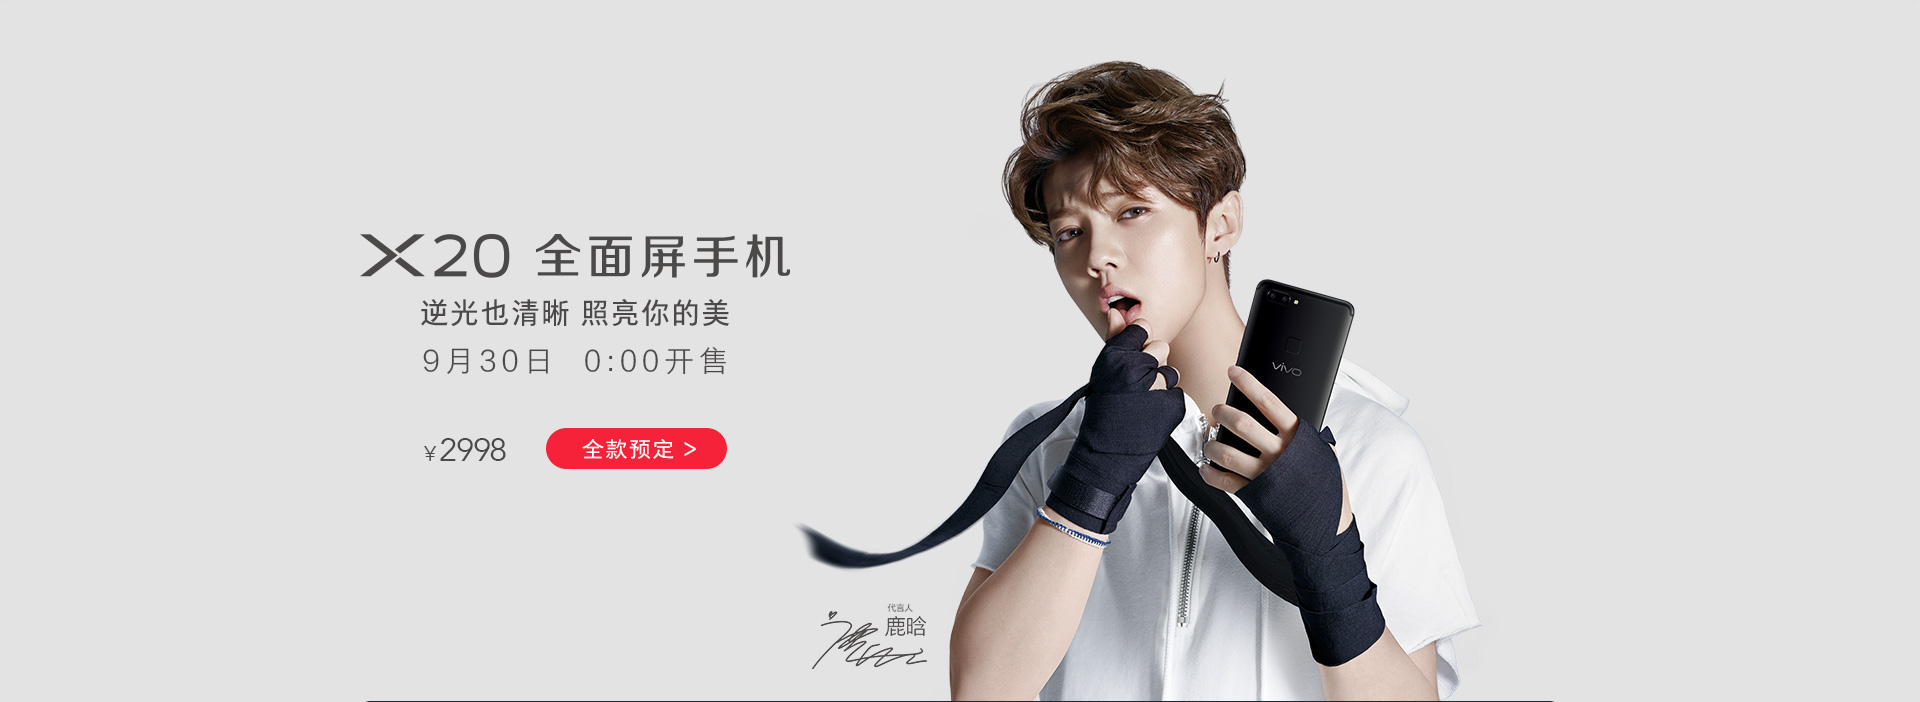 X20 全面屏手机
逆光也清晰 照亮你的美
9月30日 0:00开售
¥2998
全款预定 >
vivo
代言人
鹿晗